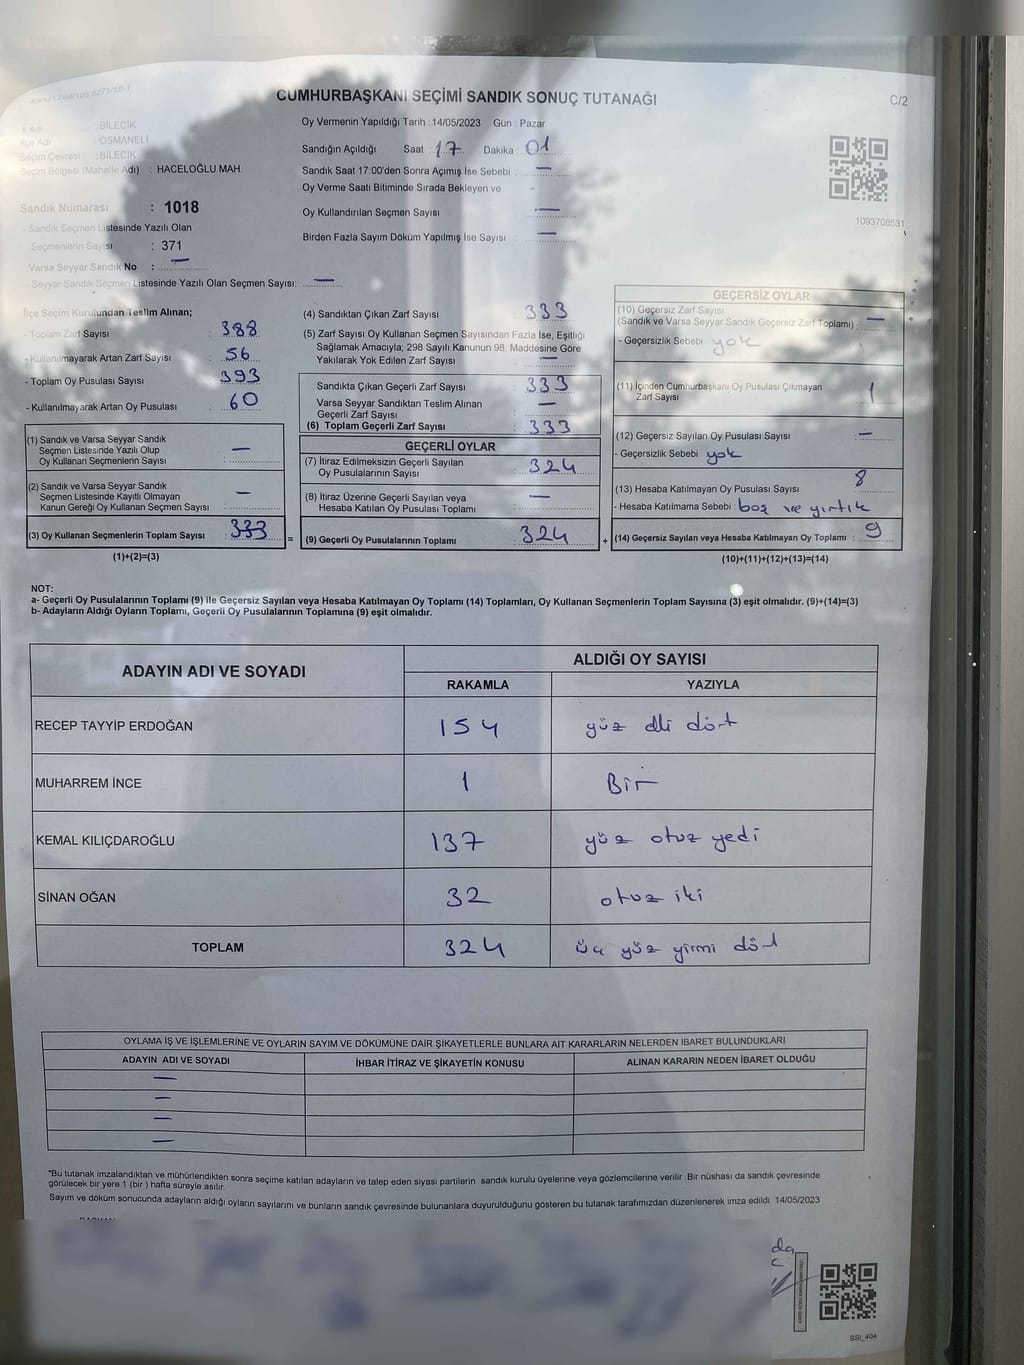 CUMHURBAŞKANI SEÇİMİ SANDIK SONUÇ TUTANAĞI
C/2
İl Adı : BİLECİK
İlçe Adı : OSMANELİ
Seçim Çevresi : BİLECİK
Seçim Bölgesi (Mahalle Adı) : HACELOĞLU MAH.
Sandık Numarası : 1018
- Sandık Seçmen Listesinde Yazılı Olan
Seçmenlerin Sayısı : 371
Varsa Seyyar Sandık No : —
- Seyyar Sandık Seçmen Listesinde Yazılı Olan Seçmen Sayısı: —
Oy Vermenin Yapıldığı Tarih : 14/05/2023 Gün : Pazar
Sandığın Açıldığı Saat : 17 Dakika : 01
Sandık Saat 17:00'den Sonra Açımış İse Sebebi : —
Oy Verme Saati Bitiminde Sırada Bekleyen ve -
Oy Kullandırılan Seçmen Sayısı —
Birden Fazla Sayım Döküm Yapılmış İse Sayısı : —
1093708531
İlçe Seçim Kurulundan Teslim Alınan;
- Toplam Zarf Sayısı : 388
- Kullanılmayarak Artan Zarf Sayısı : 56
- Toplam Oy Pusulası Sayısı : 393
- Kullanılmayarak Artan Oy Pusulası : 60
(1) Sandık ve Varsa Seyyar Sandık
Seçmen Listesinde Yazılı Olup
Oy Kullanan Seçmenlerin Sayısı : —
(2) Sandık ve Varsa Seyyar Sandık
Seçmen Listesinde Kayıtlı Olmayan
Kanun Gereği Oy Kullanan Seçmen Sayısı : —
(3) Oy Kullanan Seçmenlerin Toplam Sayısı : 333
(1)+(2)=(3)
(4) Sandıktan Çıkan Zarf Sayısı : 333
(5) Zarf Sayısı Oy Kullanan Seçmen Sayısından Fazla İse, Eşitliği
Sağlamak Amacıyla; 298 Sayılı Kanunun 98. Maddesine Göre
Yakılarak Yok Edilen Zarf Sayısı : —
Sandıkta Çıkan Geçerli Zarf Sayısı : 333
Varsa Seyyar Sandıktan Teslim Alınan
Geçerli Zarf Sayısı : —
(6) Toplam Geçerli Zarf Sayısı : 333
GEÇERLİ OYLAR
(7) İtiraz Edilmeksizin Geçerli Sayılan
Oy Pusulalarının Sayısı : 324
(8) İtiraz Üzerine Geçerli Sayılan veya
Hesaba Katılan Oy Pusulası Toplamı : —
= (9) Geçerli Oy Pusulalarının Toplamı : 324 +
GEÇERSİZ OYLAR
(10) Geçersiz Zarf Sayısı
(Sandık ve Varsa Seyyar Sandık Geçersiz Zarf Toplamı) : —
- Geçersizlik Sebebi : yok
(11) İçinden Cumhurbaşkanı Oy Pusulası Çıkmayan
Zarf Sayısı : 1
(12) Geçersiz Sayılan Oy Pusulası Sayısı : —
- Geçersizlik Sebebi : yok
(13) Hesaba Katılmayan Oy Pusulası Sayısı : 8
- Hesaba Katılmama Sebebi : boş ve yırtık
(14) Geçersiz Sayılan veya Hesaba Katılmayan Oy Toplamı : 9
(10)+(11)+(12)+(13)=(14)
NOT:
a- Geçerli Oy Pusulalarının Toplamı (9) ile Geçersiz Sayılan veya Hesaba Katılmayan Oy Toplamı (14) Toplamları, Oy Kullanan Seçmenlerin Toplam Sayısına (3) eşit olmalıdır. (9)+(14)=(3)
b- Adayların Aldığı Oyların Toplamı, Geçerli Oy Pusulalarının Toplamına (9) eşit olmalıdır.
ADAYIN ADI VE SOYADI ALDIĞI OY SAYISI
RAKAMLA YAZIYLA
RECEP TAYYİP ERDOĞAN 154 yüz elli dört
MUHARREM İNCE 1 Bir
KEMAL KILIÇDAROĞLU 137 yüz otuz yedi
SİNAN OĞAN 32 otuz iki
TOPLAM 324 üç yüz yirmi dört
OYLAMA İŞ VE İŞLEMLERİNE VE OYLARIN SAYIM VE DÖKÜMÜNE DAİR ŞİKAYETLERLE BUNLARA AİT KARARLARIN NELERDEN İBARET BULUNDUKLARI
ADAYIN ADI VE SOYADI İHBAR İTİRAZ VE ŞİKAYETİN KONUSU ALINAN KARARIN NEDEN İBARET OLDUĞU
—
—
—
—
*Bu tutanak imzalandıktan ve mühürlendikten sonra seçime katılan adayların ve talep eden siyasi partilerin sandık kurulu üyelerine veya gözlemcilerine verilir. Bir nüshası da sandık çevresinde
görülecek bir yere 1 (bir ) hafta süreyle asılır.
Sayım ve döküm sonucunda adayların aldığı oyların sayılarını ve bunların sandık çevresinde bulunanlara duyurulduğunu gösteren bu tutanak tarafımızdan düzenlenerek imza edildi. 14/05/2023
da
SSİ_404